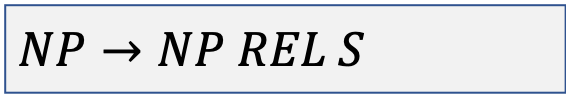 NP → NP REL S